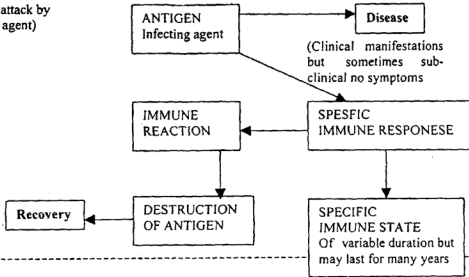 attack by
agent)
ANTIGEN
Infecting agent
Disease
(Clinical manifestations
but sometimes sub-
clinical no symptoms
IMMUNE
REACTION
SPESFIC
IMMUNE RESPONESE
Recovery
DESTRUCTION
OF ANTIGEN
SPECIFIC
IMMUNE STATE
Of variable duration but
may last for many years